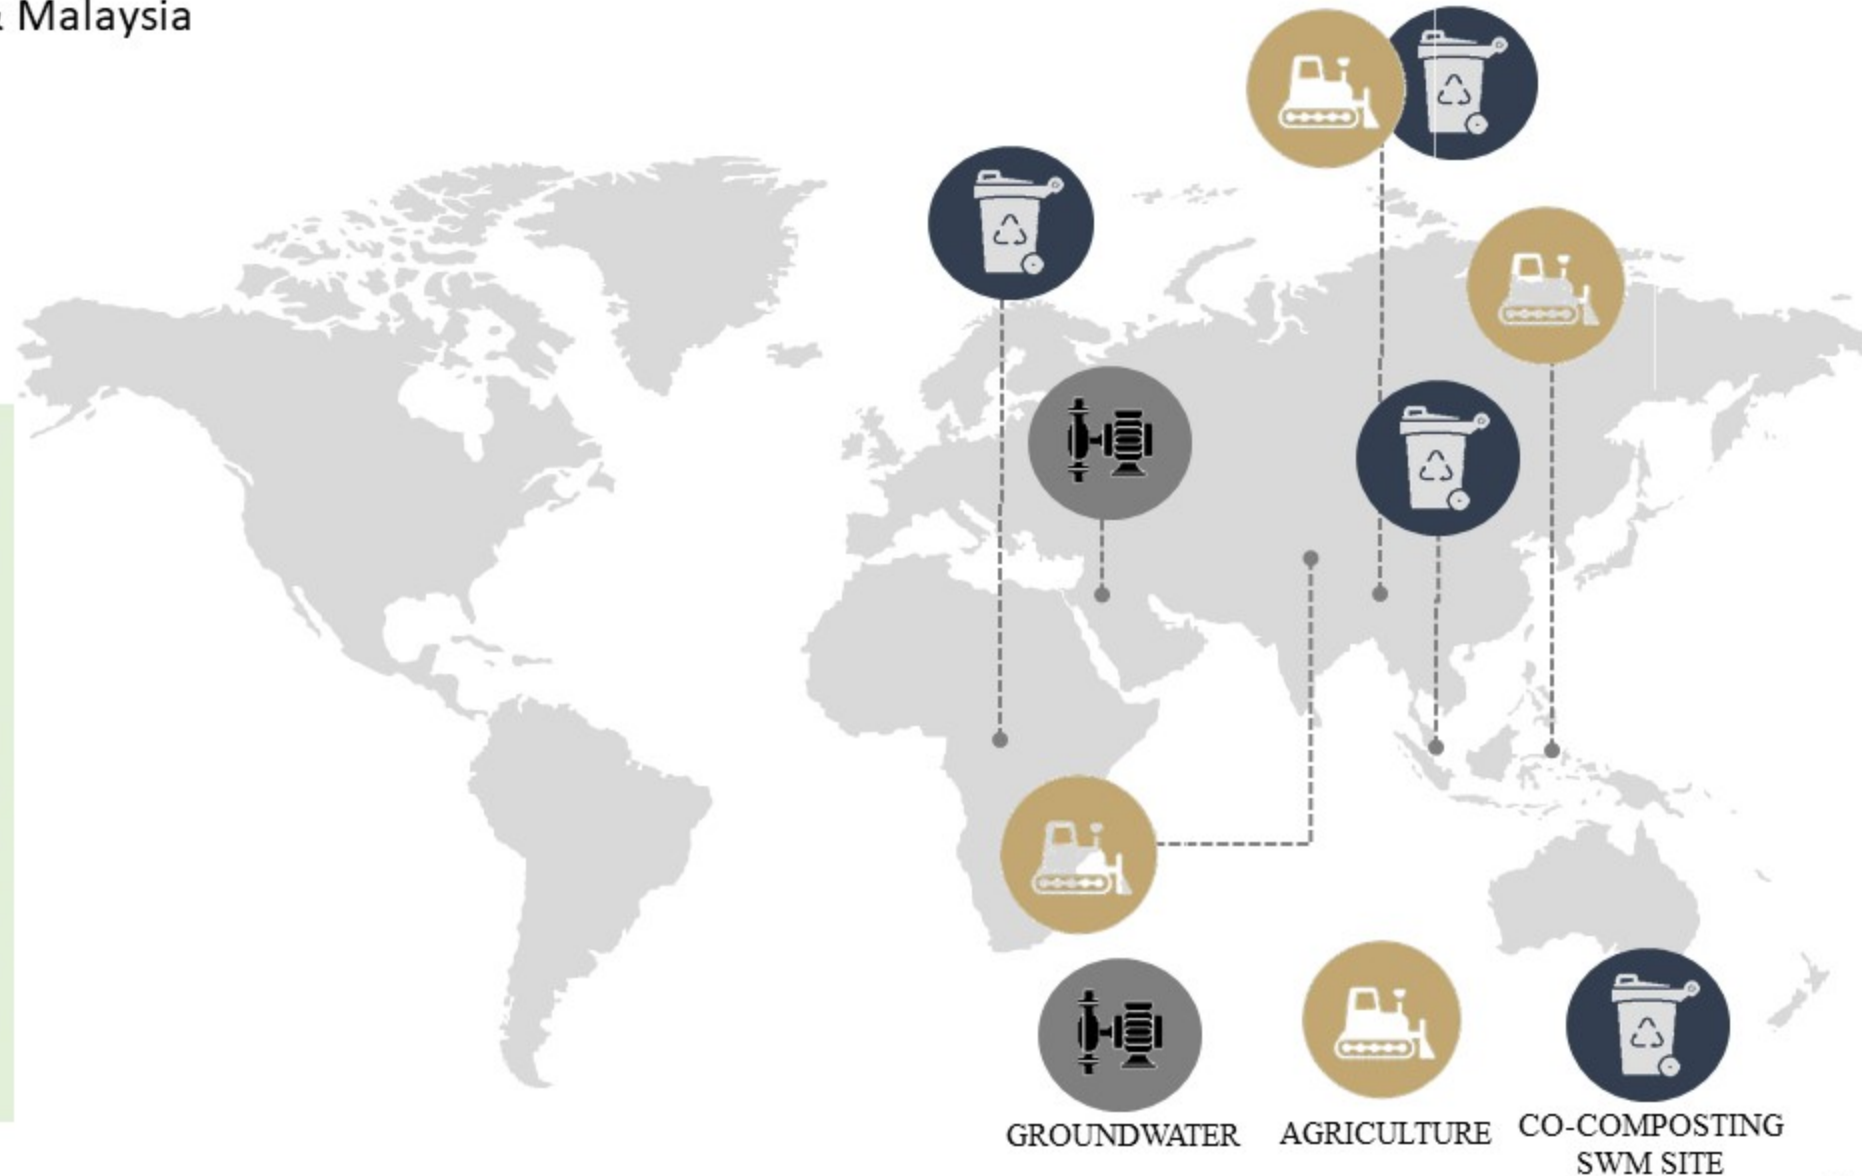 & Malaysia
GROUNDWATER
AGRICULTURE
CO-COMPOSTING
SWM SITE